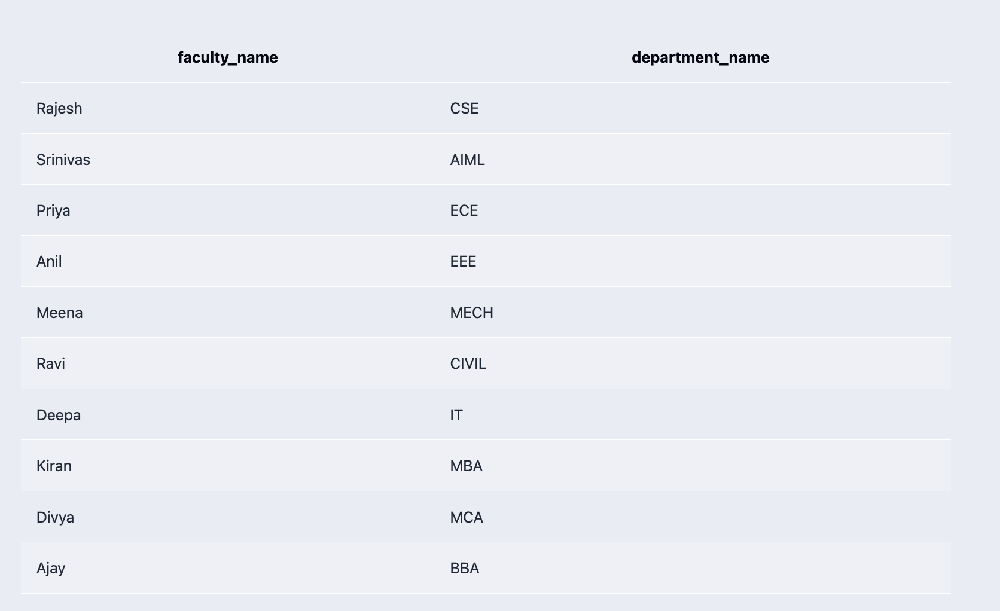 faculty_name department_name
Rajesh CSE
Srinivas AIML
Priya ECE
Anil EEE
Meena MECH
Ravi CIVIL
Deepa IT
Kiran MBA
Divya MCA
Ajay BBA